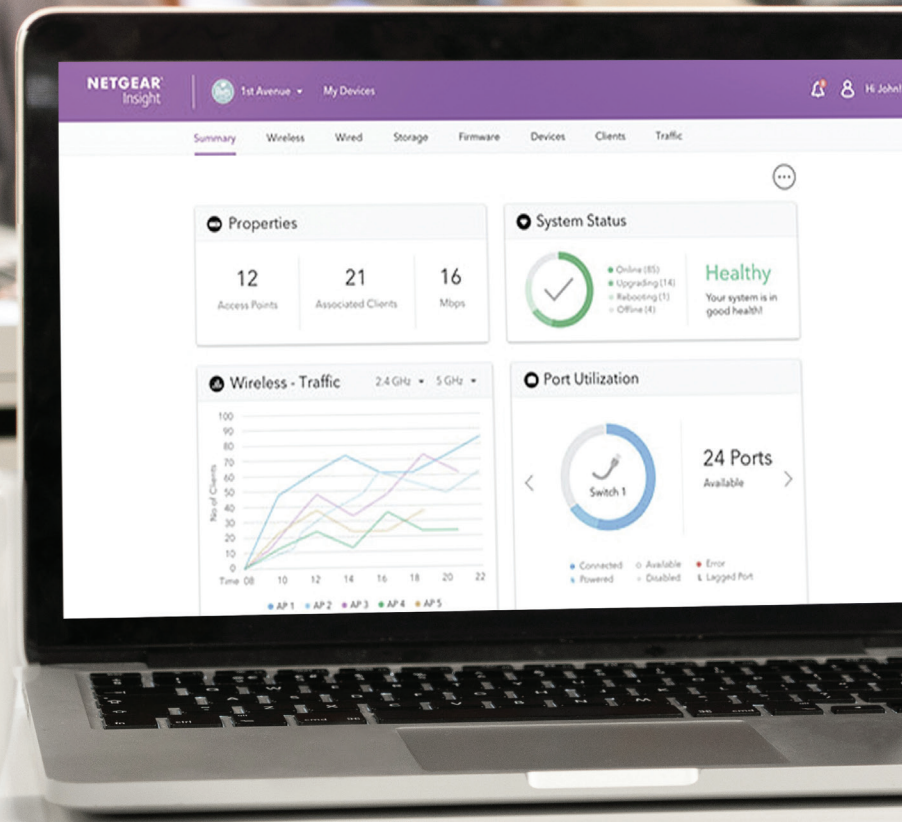 NETGEAR
Insight
1st Avenue
My Devices
Hi John!
Summary Wireless Wired Storage Firmware Devices Clients Traffic
Properties
12 21 16
Access Points Associated Clients Mbps
System Status
Online (85)
Upgrading (14)
Rebooting (1)
Offline (4)
Healthy
Your system is in
good health!
Wireless - Traffic 2.4 GHz 5 GHz
No of Clients
100
90
80
70
60
50
40
30
20
10
0
Time 08 10 12 14 16 18 20 22
AP 1 AP 2 AP 3 AP 4 AP 5
Port Utilization
Switch 1
24 Ports
Available
Connected Available Error
Powered Disabled L Lagged Port
fn ctrl cmd cmd